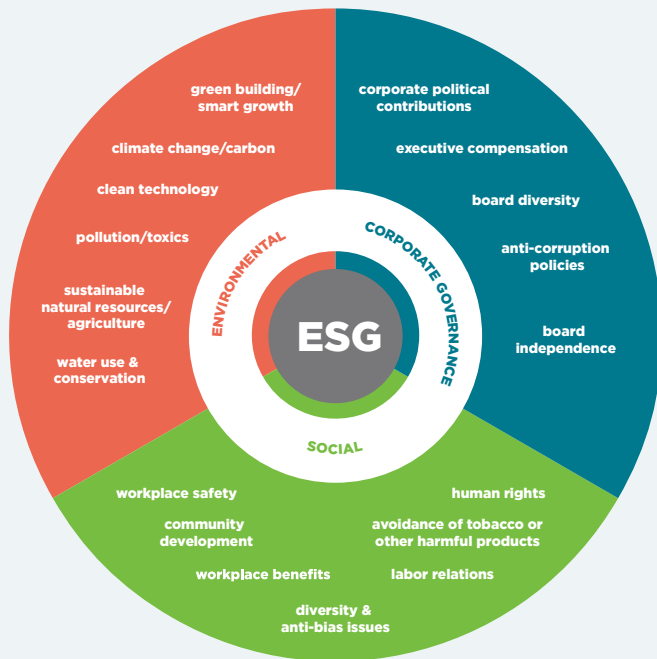 green building/
smart growth
climate change/carbon
clean technology
pollution/toxics
sustainable
natural resources/
agriculture
water use &
conservation
corporate political
contributions
executive compensation
board diversity
anti-corruption
policies
board
independence
ENVIRONMENTAL
CORPORATE GOVERNANCE
ESG
SOCIAL
workplace safety
community
development
workplace benefits
diversity &
anti-bias issues
human rights
avoidance of tobacco or
other harmful products
labor relations